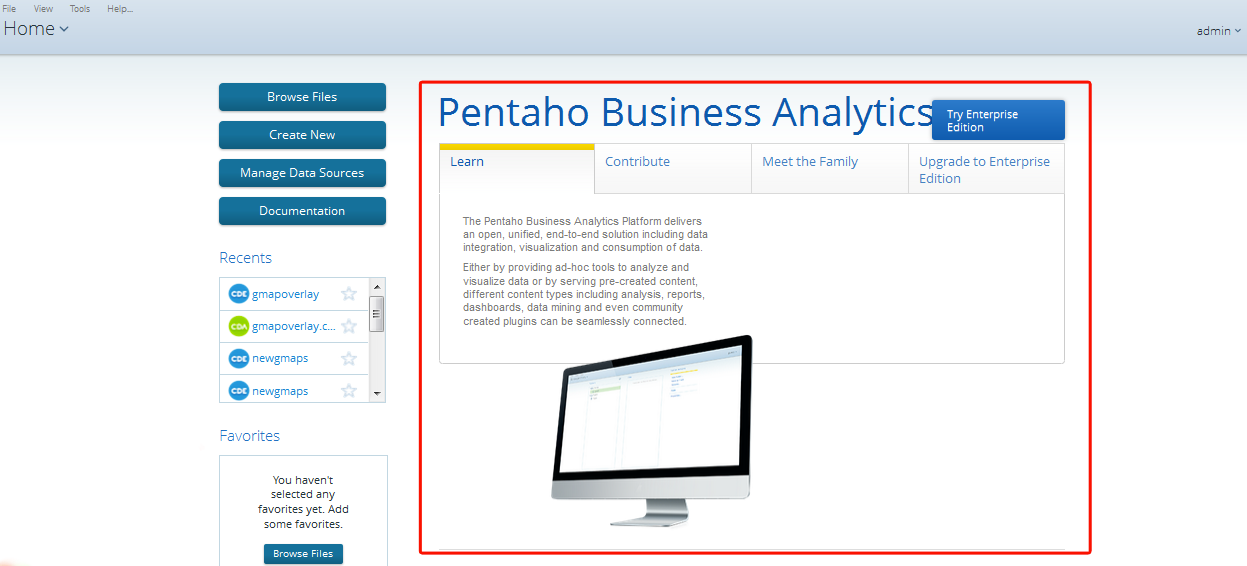 File View Tools Help...
Home
admin
Browse Files
Create New
Manage Data Sources
Documentation
Recents
CDE gmapoverlay
CDA gmapoverlay.c...
CDE newgmaps
CDE newgmaps
Favorites
You haven't
selected any
favorites yet. Add
some favorites.
Browse Files
Pentaho Business Analytics
Try Enterprise
Edition
Learn
Contribute
Meet the Family
Upgrade to Enterprise
Edition
The Pentaho Business Analytics Platform delivers
an open, unified, end-to-end solution including data
integration, visualization and consumption of data.
Either by providing ad-hoc tools to analyze and
visualize data or by serving pre-created content,
different content types including analysis, reports,
dashboards, data mining and even community
created plugins can be seamlessly connected.